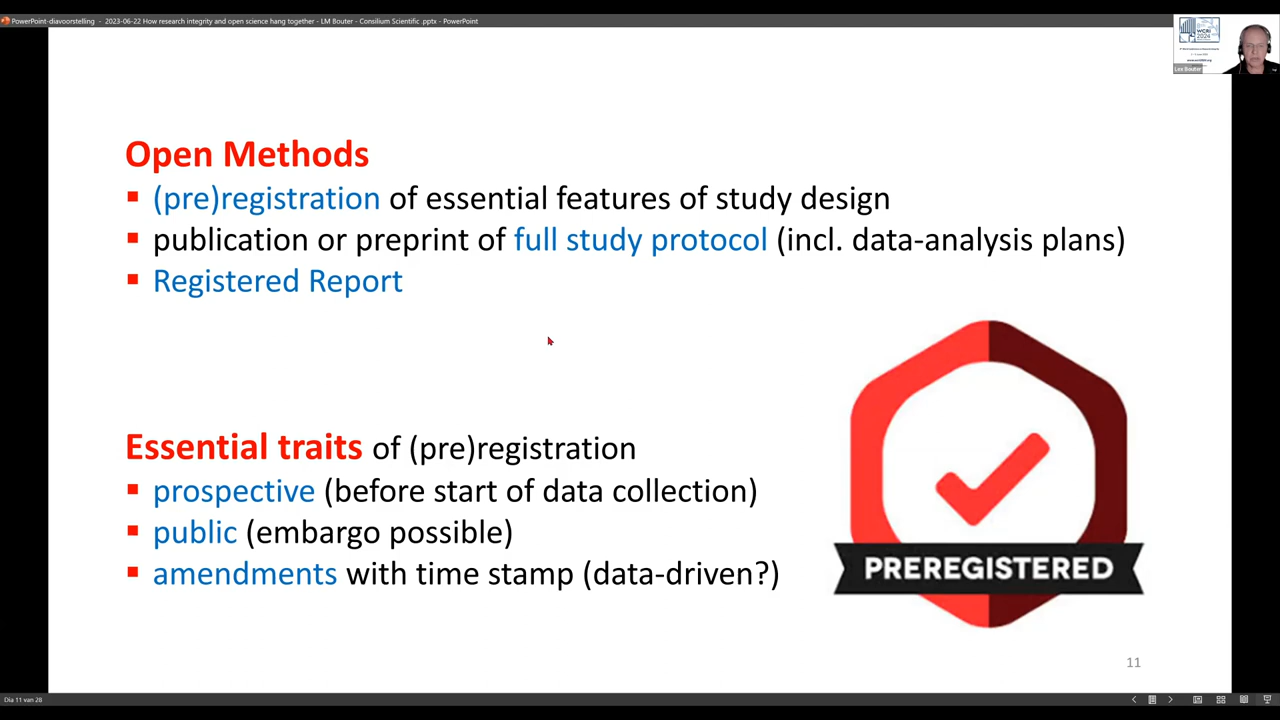 PowerPoint-diavoorstelling - 2023-06-22 How research integrity and open science hang together - LM Bouter - Consilium Scientific .pptx - PowerPoint
WCRI
2024
Lex Bouter
Open Methods
(pre)registration of essential features of study design
publication or preprint of full study protocol (incl. data-analysis plans)
Registered Report
Essential traits of (pre)registration
prospective (before start of data collection)
public (embargo possible)
amendments with time stamp (data-driven?)
PREREGISTERED
11
Dia 11 van 28